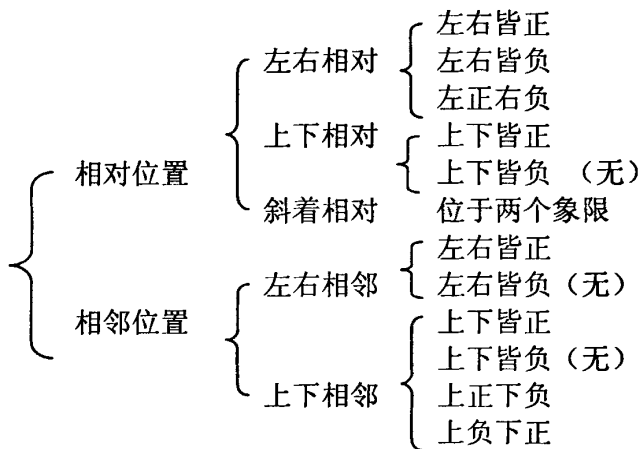 左右皆正
左右相对 左右皆负
左正右负
上下相对 上下皆正
相对位置 上下皆负 （无）
斜着相对 位于两个象限
左右皆正
左右相邻 左右皆负（无）
相邻位置 上下皆正
上下皆负（无）
上下相邻 上正下负
上负下正